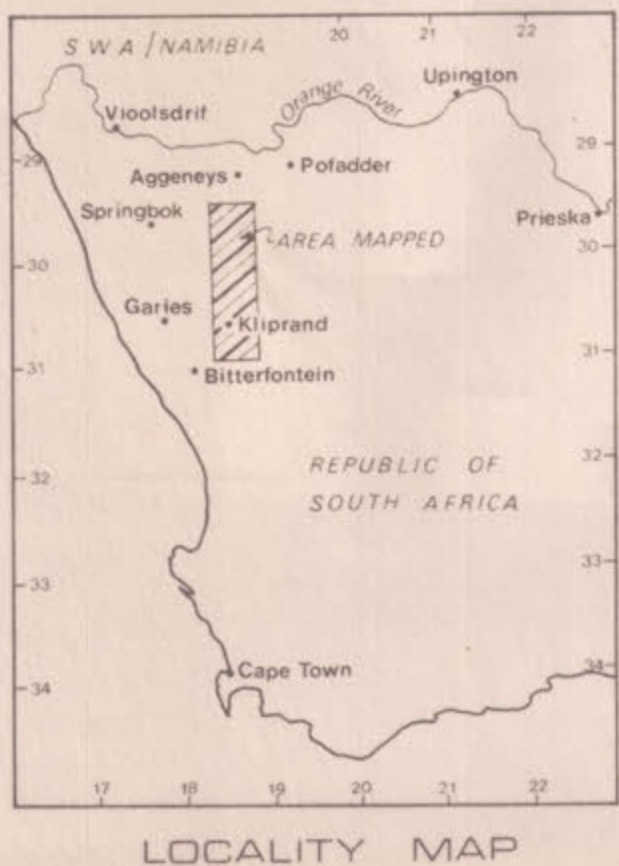 20 21 22
SWA/NAMIBIA
Upington
Orange River
Vioolsdrif
29 29
Pofadder
Aggeneys
Springbok
Prieska
AREA MAPPED
30 30
Garies
Kliprand
31 31
Bitterfontein
32 32
REPUBLIC OF
SOUTH AFRICA
33 33
34
Cape Town
34
17 18 19 20 21 22
LOCALITY MAP